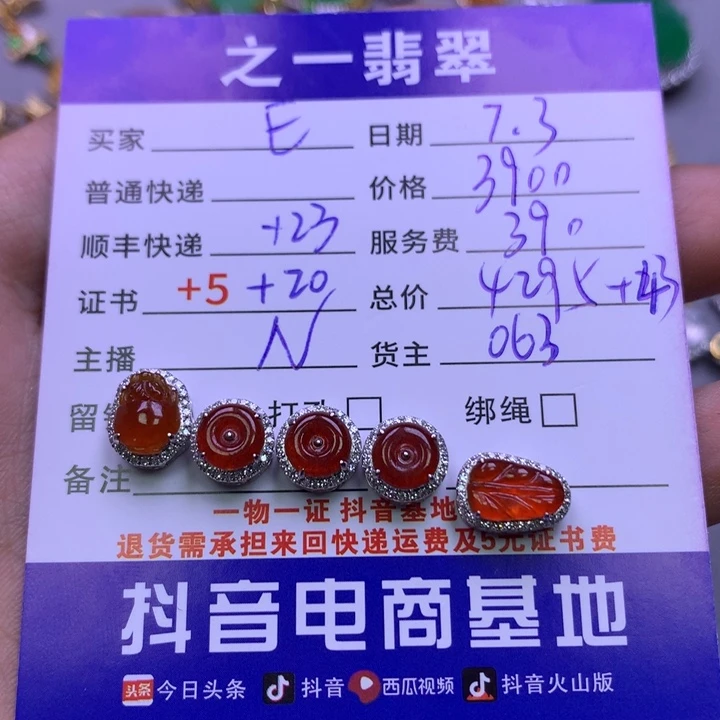 之一翡翠
买家 E 日期 7.3
普通快递 价格 3900
顺丰快递 +23 服务费 390
证书 +5 +20 总价 4295+43
主播 N 货主 063
留 打孔 绑绳
备注
一物一证 抖音基地
退货需承担来回快递运费及5元证书费
抖音电商基地
头条 今日头条 抖音 西瓜视频 抖音火山版